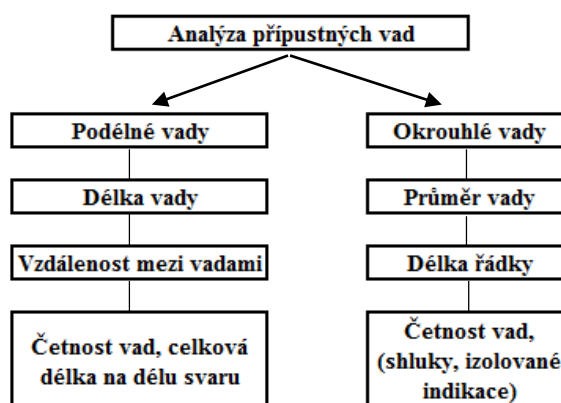 Analýza přípustných vad
Podélné vady
Okrouhlé vady
Délka vady
Průměr vady
Vzdálenost mezi vadami
Délka řádky
Četnost vad, celková
délka na délu svaru
Četnost vad,
(shluky, izolované
indikace)